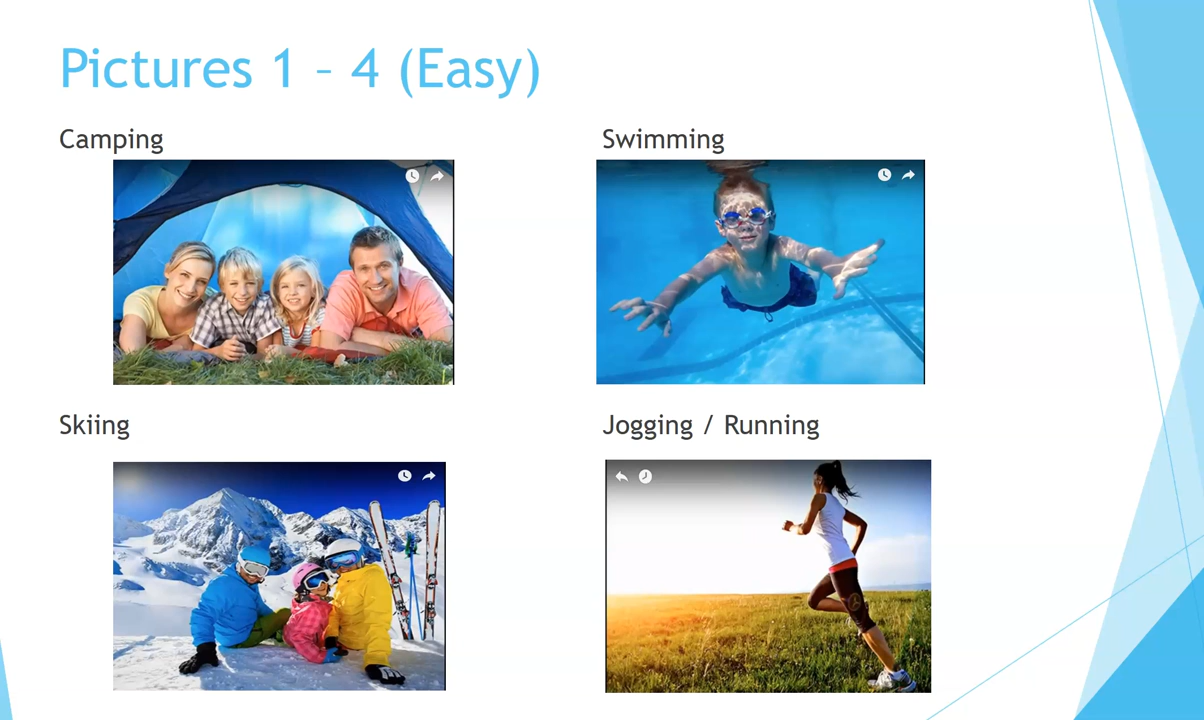 Pictures 1 – 4 (Easy)
Camping
Swimming
Skiing
Jogging / Running